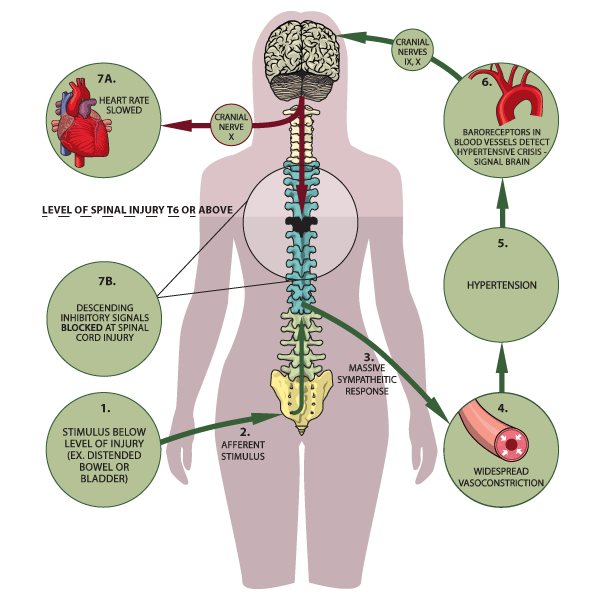 CRANIAL
NERVES
IX, X
7A.
HEART RATE
SLOWED
CRANIAL
NERVE
X
6.
BARORECEPTORS IN
BLOOD VESSELS DETECT
HYPERTENSIVE CRISIS -
SIGNAL BRAIN
LEVEL OF SPINAL INJURY T6 OR ABOVE
5.
HYPERTENSION
7B.
DESCENDING
INHIBITORY SIGNALS
BLOCKED AT SPINAL
CORD INJURY
3.
MASSIVE
SYMPATHEITIC
RESPONSE
1.
STIMULUS BELOW
LEVEL OF INJURY
(EX. DISTENDED
BOWEL OR
BLADDER)
2.
AFFERENT
STIMULUS
4.
WIDESPREAD
VASOCONSTRICTION